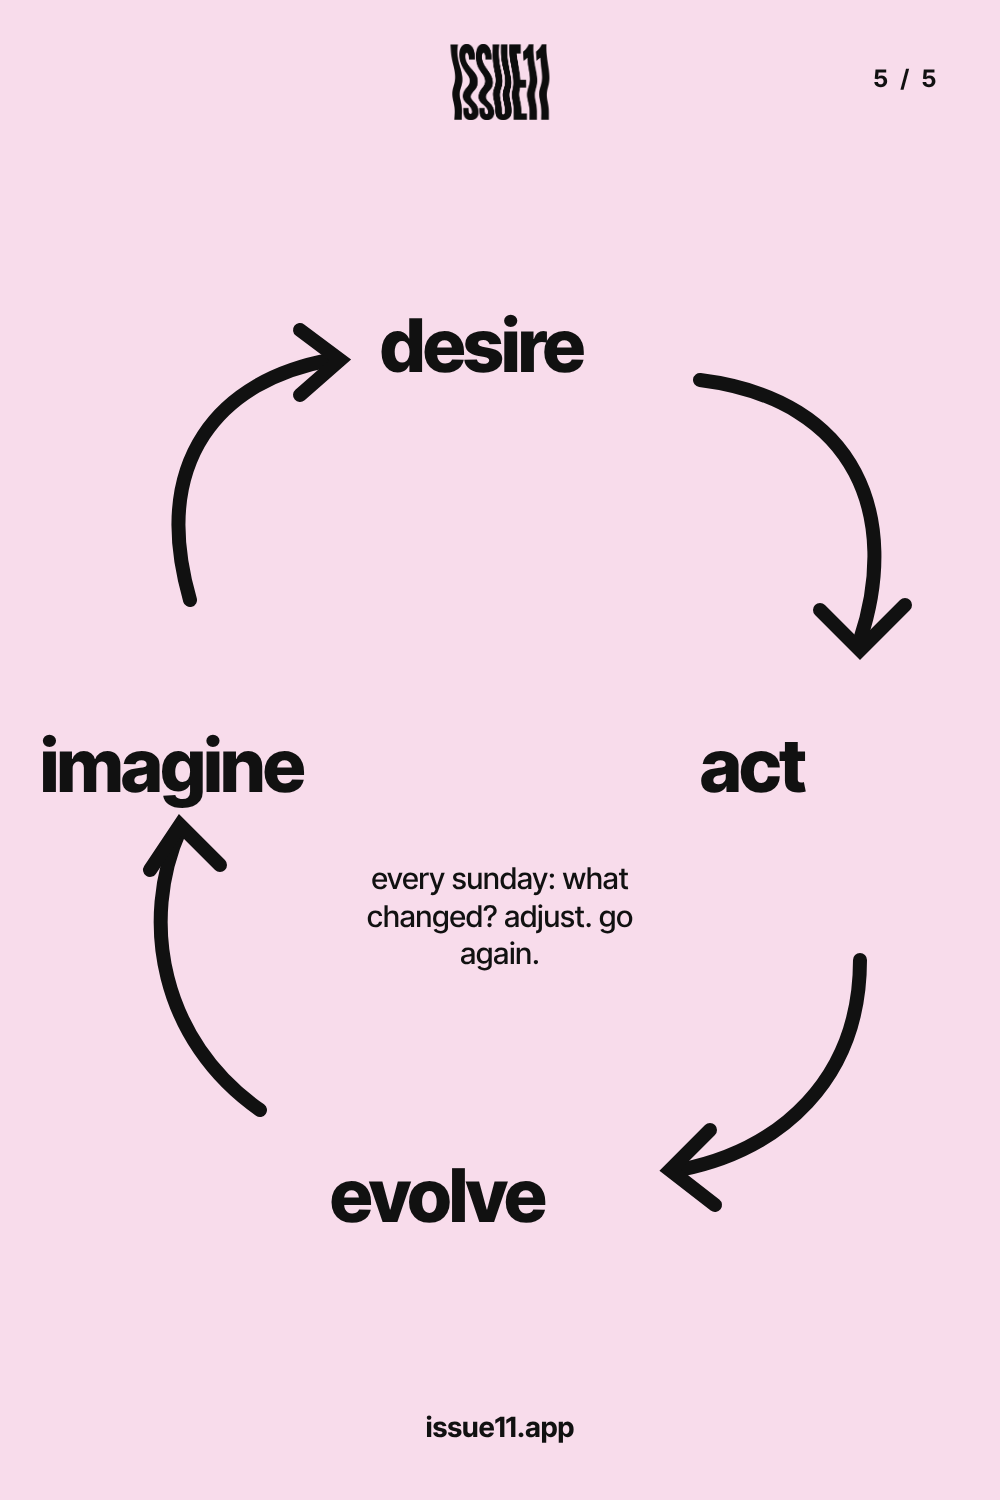 ISSUE11
5 / 5
desire
imagine
act
every sunday: what
changed? adjust. go
again.
evolve
issue11.app